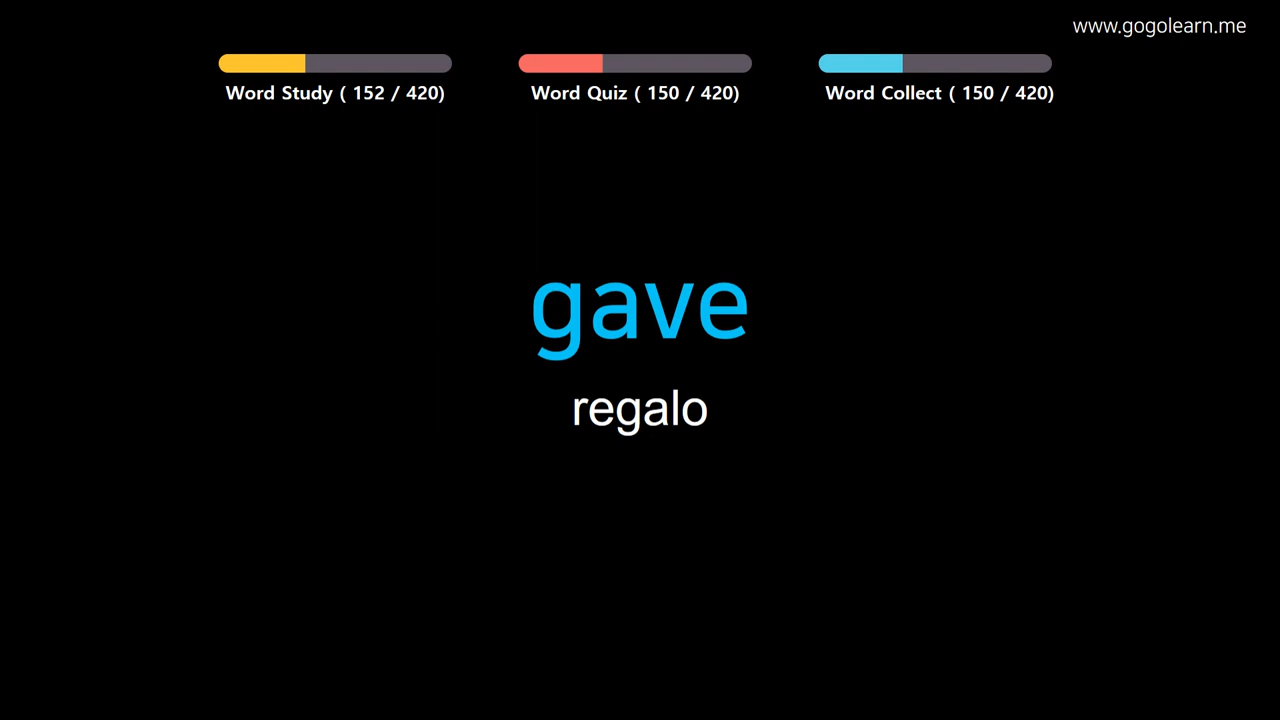 www.gogolearn.me
Word Study ( 152 / 420)
Word Quiz ( 150 / 420)
Word Collect ( 150 / 420)
gave
regalo